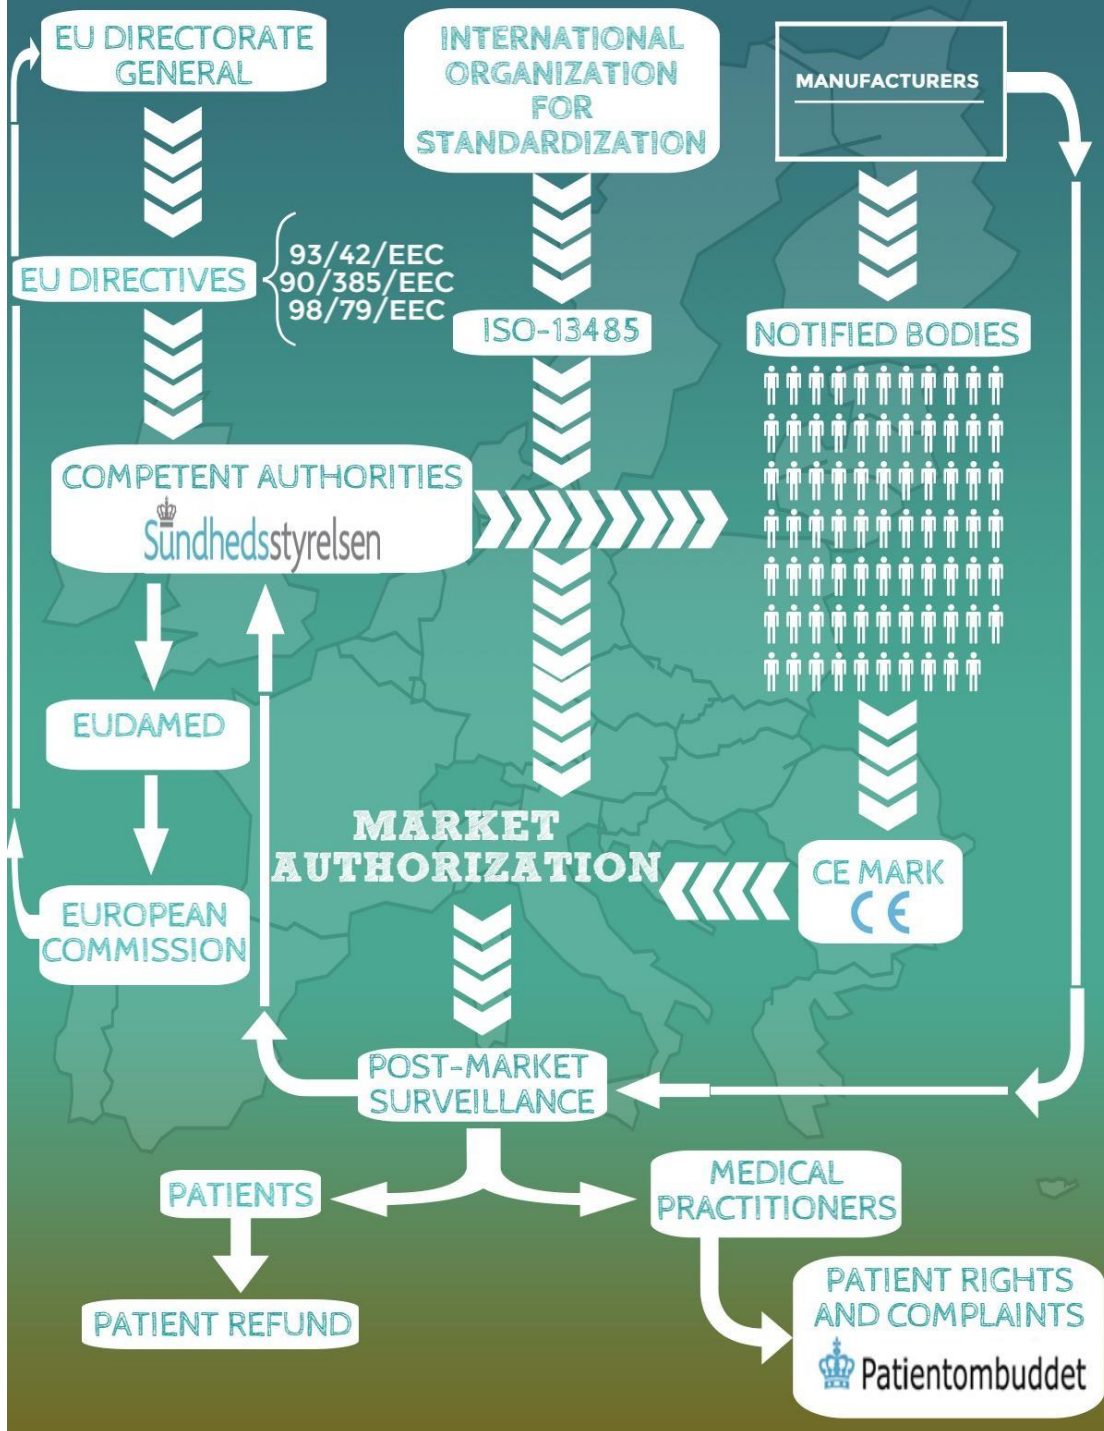 EU DIRECTORATE
GENERAL
INTERNATIONAL
ORGANIZATION
FOR
STANDARDIZATION
MANUFACTURERS
EU DIRECTIVES
93/42/EEC
90/385/EEC
98/79/EEC
ISO-13485
NOTIFIED BODIES
COMPETENT AUTHORITIES
Sundhedsstyrelsen
EUDAMED
MARKET
AUTHORIZATION
CE MARK
CE
EUROPEAN
COMMISSION
POST-MARKET
SURVEILLANCE
PATIENTS
MEDICAL
PRACTITIONERS
PATIENT REFUND
PATIENT RIGHTS
AND COMPLAINTS
Patientombuddet